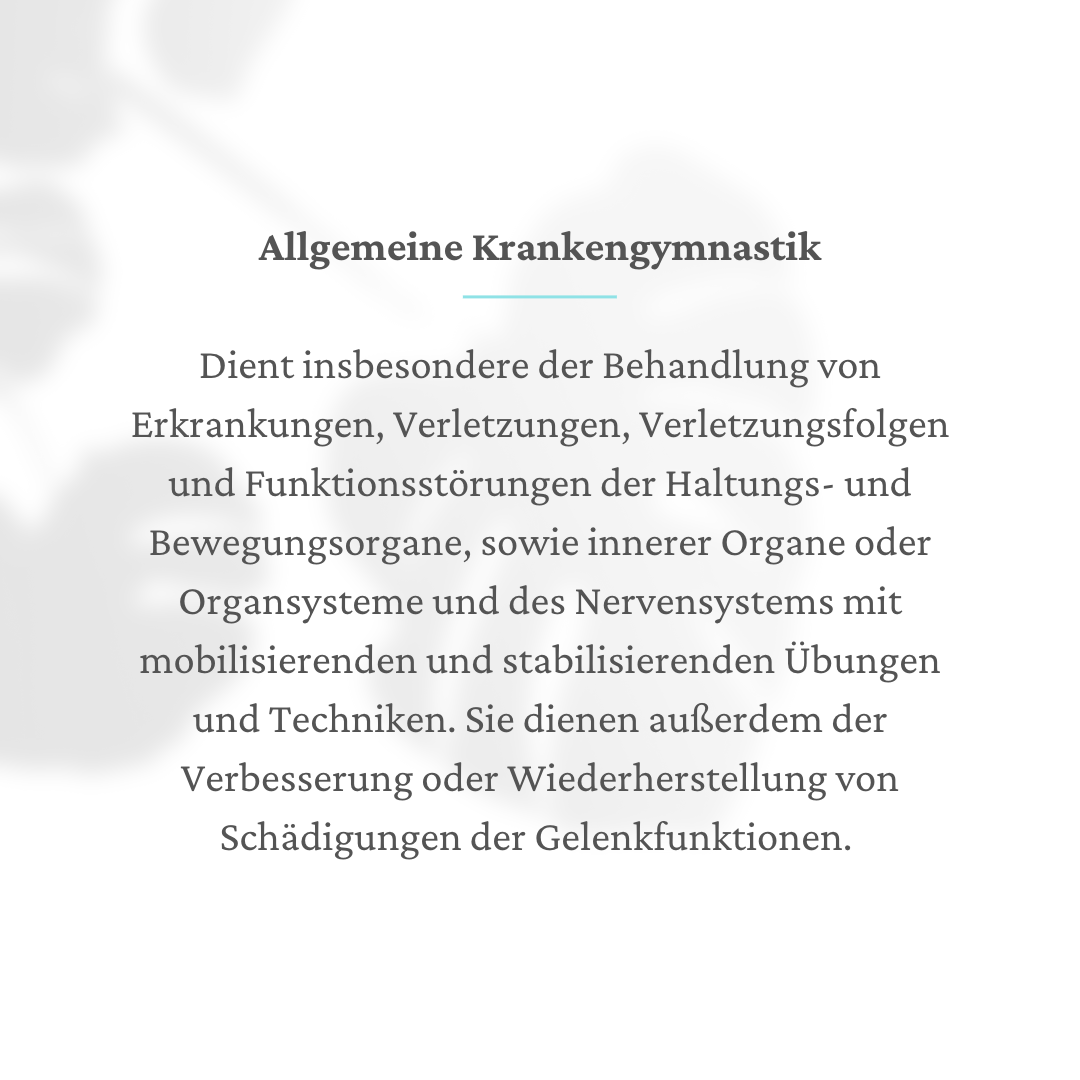 Allgemeine Krankengymnastik
Dient insbesondere der Behandlung von
Erkrankungen, Verletzungen, Verletzungsfolgen
und Funktionsstörungen der Haltungs- und
Bewegungsorgane, sowie innerer Organe oder
Organsysteme und des Nervensystems mit
mobilisierenden und stabilisierenden Übungen
und Techniken. Sie dienen außerdem der
Verbesserung oder Wiederherstellung von
Schädigungen der Gelenkfunktionen.